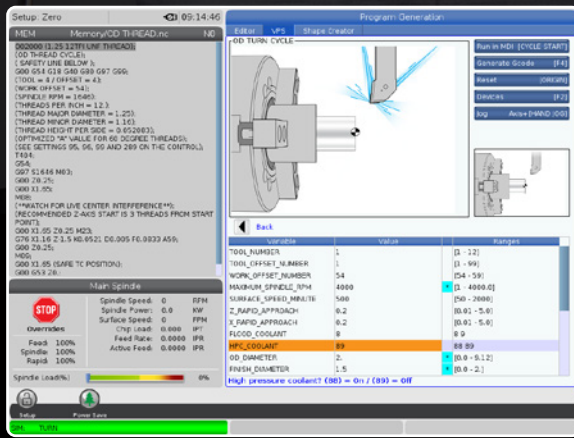 Setup: Zero
09:14:46
Program Generation
MEM
Memory/OD THREAD.nc
N0
O02000 (1.25 12TPI UNF THREAD);
(OD THREAD CYCLE);
( SAFETY LINE BELOW );
G00 G54 G18 G40 G80 G97 G99;
(TOOL = 4 / OFFSET = 4);
(WORK OFFSET = 54);
(SPINDLE RPM = 1646);
(THREADS PER INCH = 12.);
(THREAD MAJOR DIAMETER = 1.25);
(THREAD MINOR DIAMETER = 1.16);
(THREAD HEIGHT PER SIDE = 0.052083);
(OPTIMIZED "A" VALUE FOR 60 DEGREE THREADS);
(SEE SETTINGS 95, 96, 99 AND 289 ON THE CONTROL);
T404;
G54;
G97 S1646 M03;
G00 Z0.25;
G00 X1.65;
M08;
(**WATCH FOR LIVE CENTER INTERFERENCE**);
(RECOMMENDED Z-AXIS START IS 3 THREADS FROM START
POINT);
G00 X1.65 Z0.25 M23;
G76 X1.16 Z-1.5 K0.0521 D0.005 F0.0833 A59;
G00 Z0.25;
M09;
G00 X1.65 (SAFE TC POSITION);
G00 G53 Z0.;
Editor
VPS
Shape Creator
OD TURN CYCLE
Run in MDI [CYCLE START]
Generate Gcode [F4]
Reset [ORIGIN]
Devices [F2]
Jog Axis+[HAND JOG]
Back
Variable
Value
Ranges
TOOL_NUMBER 1 [1 - 12]
TOOL_OFFSET_NUMBER 1 [1 - 99]
WORK_OFFSET_NUMBER 54 [54 - 59]
MAXIMUM_SPINDLE_RPM 4000 * [1 - 4000.0]
SURFACE_SPEED_MINUTE 500 [50 - 2000]
Z_RAPID_APPROACH 0.2 [0.01 - 5.0]
X_RAPID_APPROACH 0.2 [0.01 - 5.0]
FLOOD_COOLANT 8 8 9
HPC_COOLANT 89 88 89
OD_DIAMETER 2. * [0.0 - 9.12]
FINISH_DIAMETER 1.5 * [0.0 - 2.]
High pressure coolant? (88) = On / (89) = Off
Main Spindle
STOP
Overrides
Feed: 100%
Spindle: 100%
Rapid: 100%
Spindle Speed: 0 RPM
Spindle Power: 0.0 KW
Surface Speed: 0 FPM
Chip Load: 0.000 IPT
Feed Rate: 0.0000 IPR
Active Feed: 0.0000 IPR
Spindle Load(%)
0%
Setup
Power Save
SIM: TURN